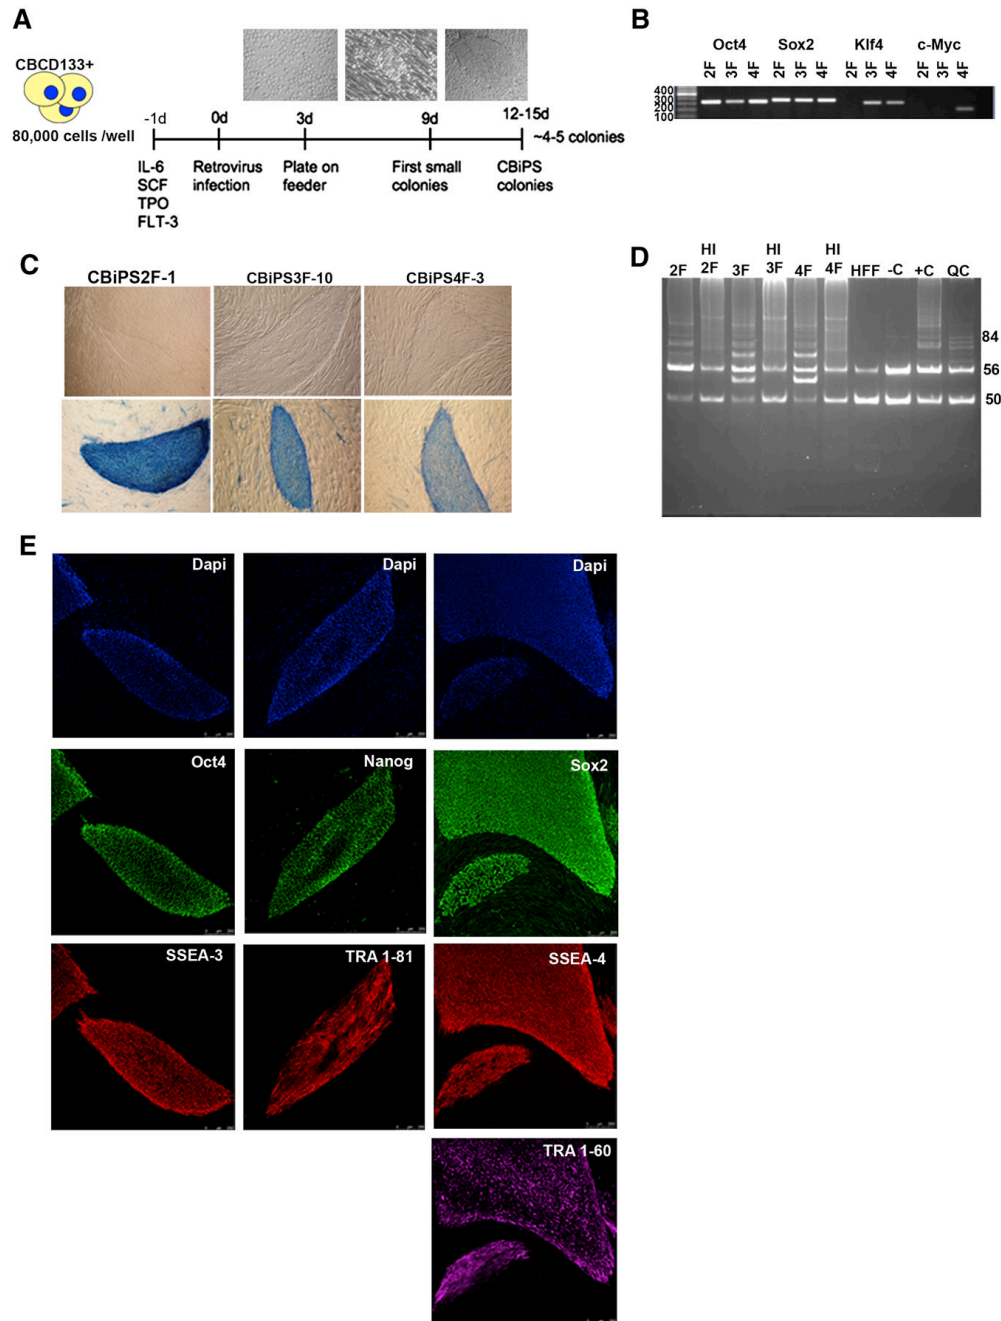 A
CBCD133+
80,000 cells /well
-1d
0d
3d
9d
12-15d
~4-5 colonies
IL-6
SCF
TPO
FLT-3
Retrovirus
infection
Plate on
feeder
First small
colonies
CBiPS
colonies
B
Oct4 Sox2 Klf4 c-Myc
2F 3F 4F 2F 3F 4F 2F 3F 4F 2F 3F 4F
400
300
200
100
C
CBiPS2F-1
CBiPS3F-10
CBiPS4F-3
D
2F HI 2F 3F HI 3F 4F HI 4F HFF -C +C QC
84
56
50
E
Dapi
Dapi
Dapi
Oct4
Nanog
Sox2
SSEA-3
TRA 1-81
SSEA-4
TRA 1-60